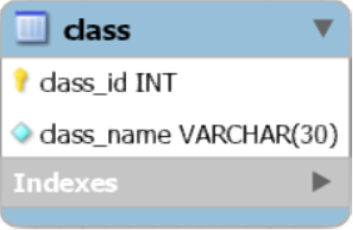 class
class_id INT
class_name VARCHAR(30)
Indexes